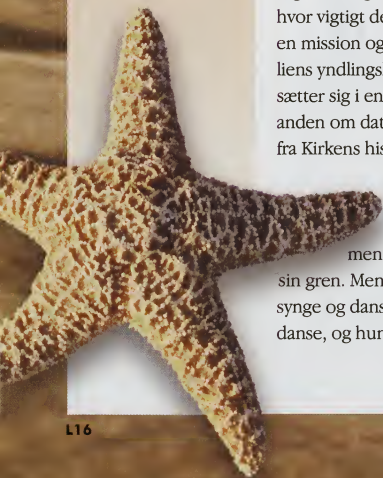 hvor vigtigt de
en mission og
liens yndlings
sætter sig i en
anden om dat
fra Kirkens his
men
sin gren. Men
synge og dans
danse, og hun
L16